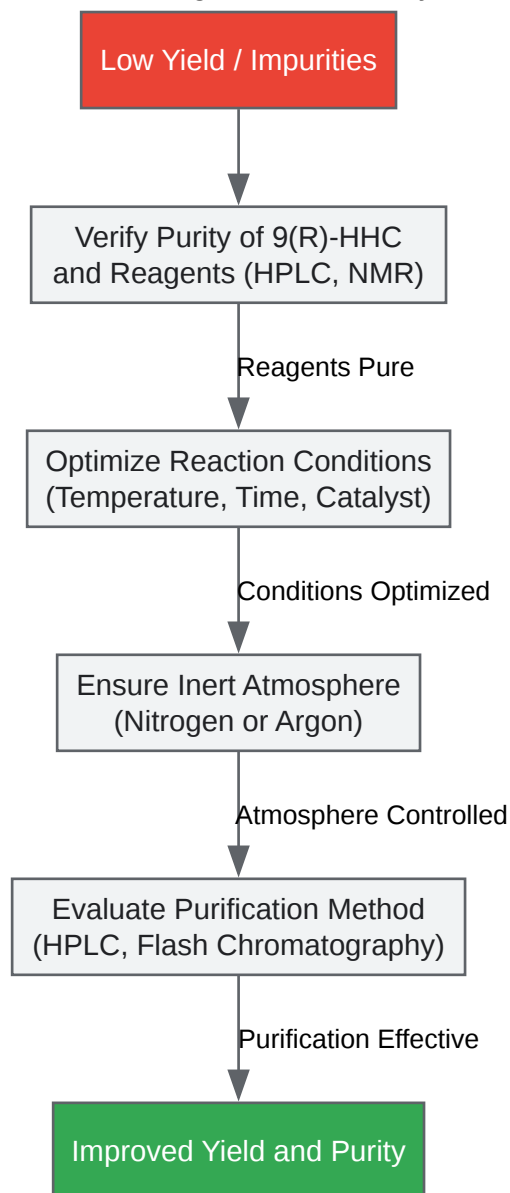 Low Yield / Impurities
Verify Purity of 9(R)-HHC
and Reagents (HPLC, NMR)
Reagents Pure
Optimize Reaction Conditions
(Temperature, Time, Catalyst)
Conditions Optimized
Ensure Inert Atmosphere
(Nitrogen or Argon)
Atmosphere Controlled
Evaluate Purification Method
(HPLC, Flash Chromatography)
Purification Effective
Improved Yield and Purity